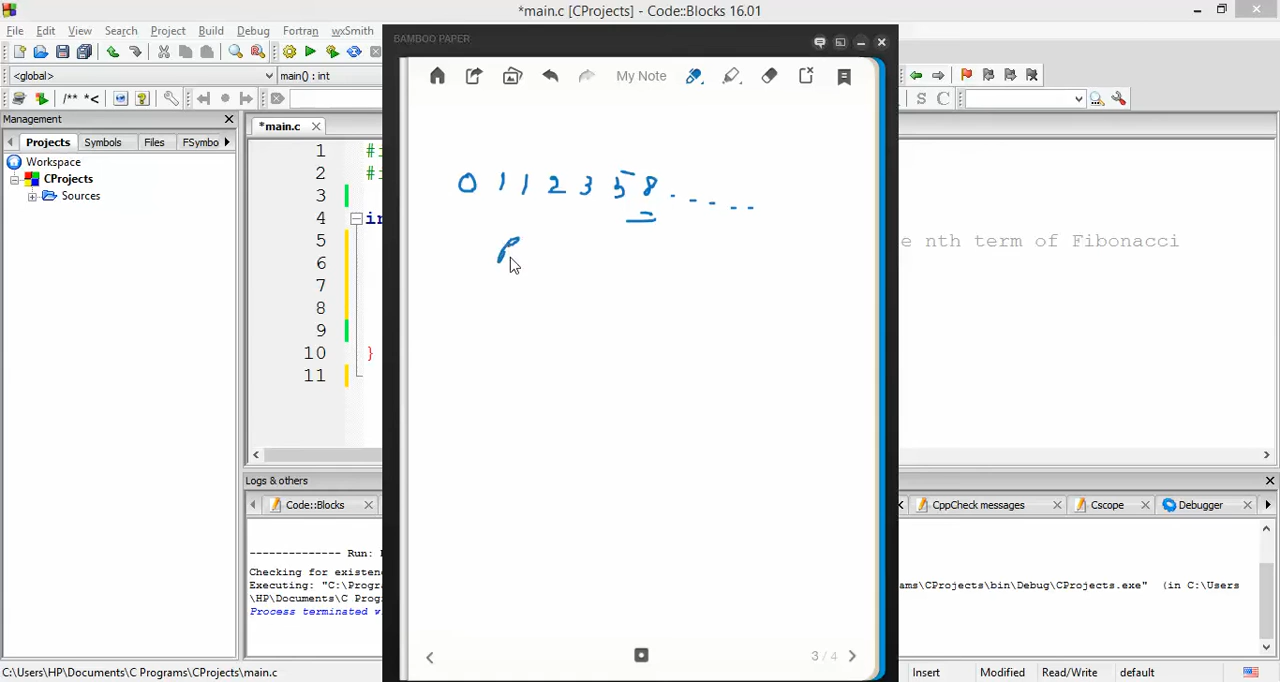 *main.c [CProjects] - Code::Blocks 16.01
File Edit View Search Project Build Debug Fortran wxSmith
BAMBOO PAPER
My Note
<global>
main() : int
/** *<
S C
Management
*main.c
Projects Symbols Files FSymbo
Workspace
CProjects
Sources
1 #i
2 #i
3
4 in
5 e nth term of Fibonacci
6
7
8
9
10 }
11
0 1 1 2 3 5 8 . - - - -
Logs & others
Code::Blocks CppCheck messages Cscope Debugger
-------------- Run:
Checking for existen
Executing: "C:\Progr ams\CProjects\bin\Debug\CProjects.exe" (in C:\Users
\HP\Documents\C Prog
Process terminated w
3 / 4
C:\Users\HP\Documents\C Programs\CProjects\main.c Insert Modified Read/Write default